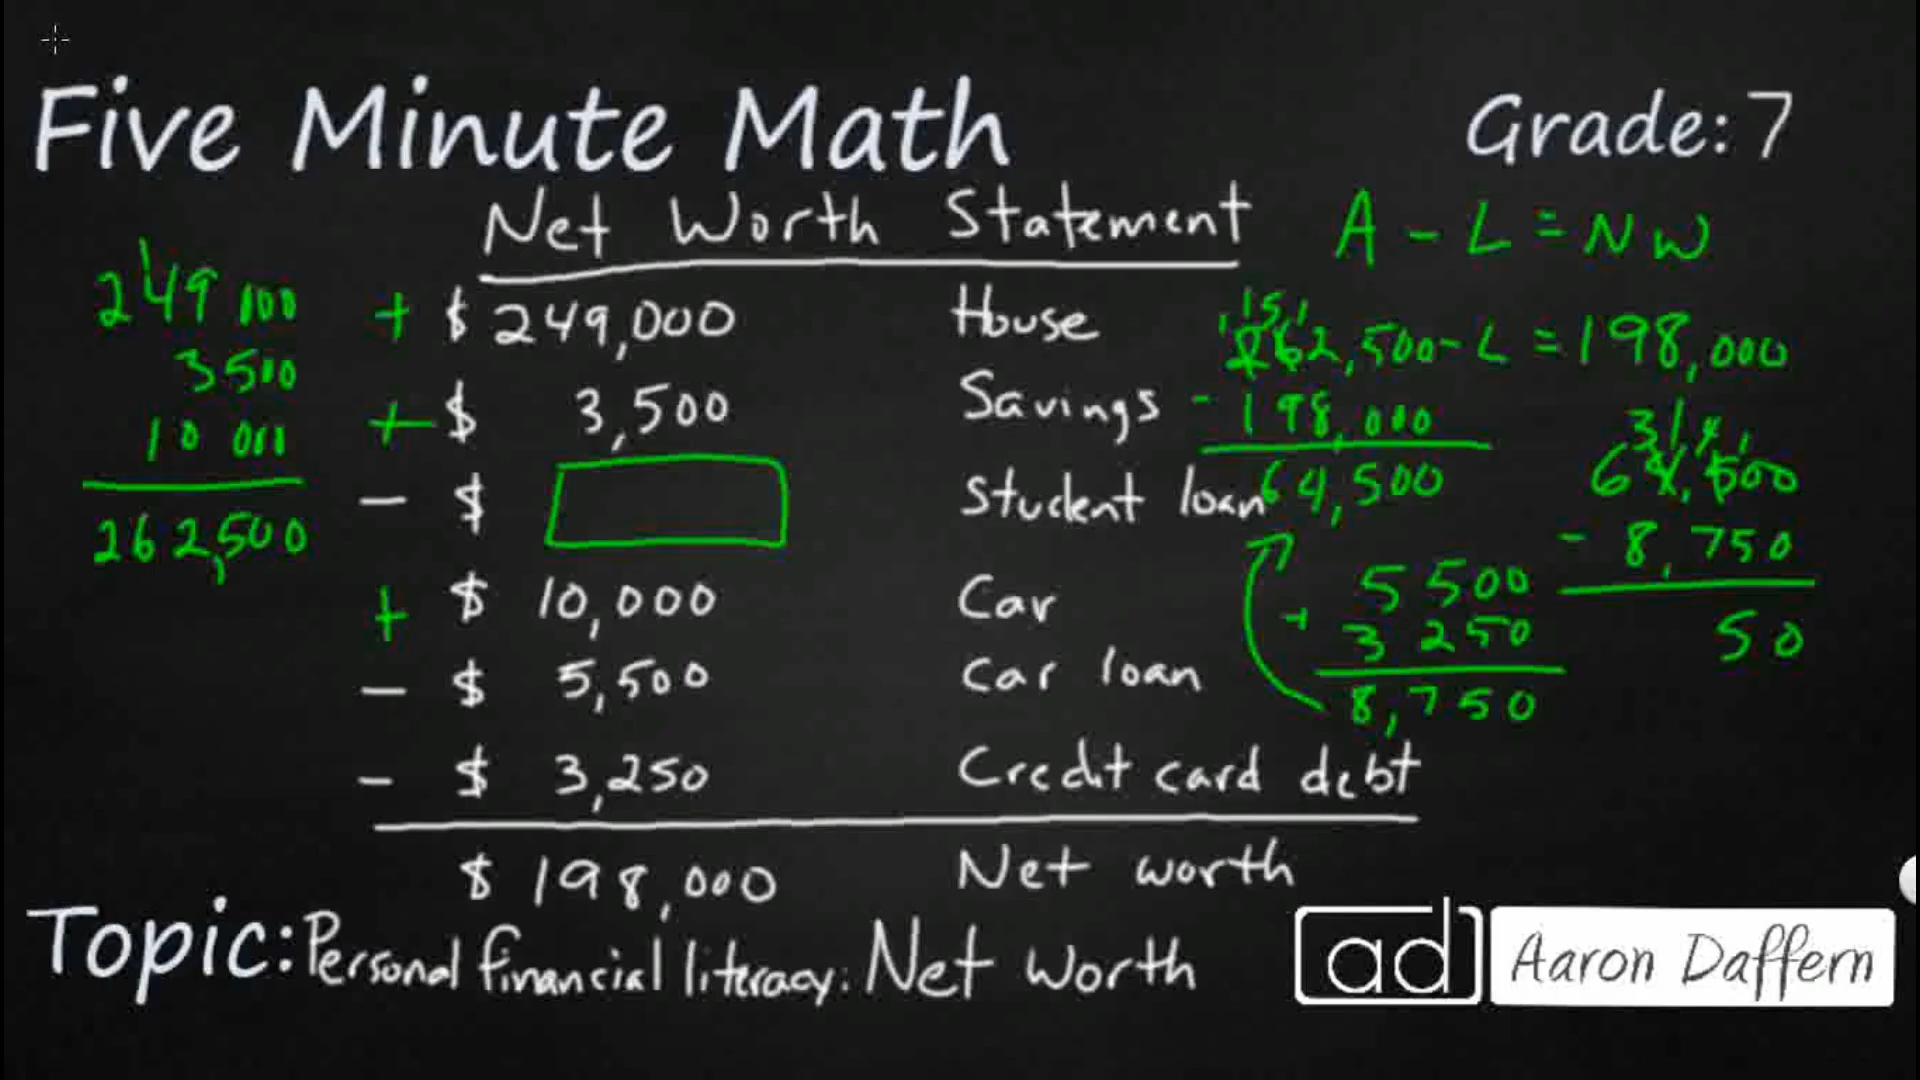 Five Minute Math
Grade: 7
Net Worth Statement
A - L = NW
+ $ 249,000 House
+ $ 3,500 Savings
- $ Student loan
+ $ 10,000 Car
- $ 5,500 Car loan
- $ 3,250 Credit card debt
$ 198,000 Net worth
249 000
3500
10 000
262,500
262,500 - L = 198,000
- 198,000
64,500
5 500
+ 3 250
8,750
64,500
- 8,750
50
Topic: Personal financial literacy: Net Worth
ad Aaron Daffern